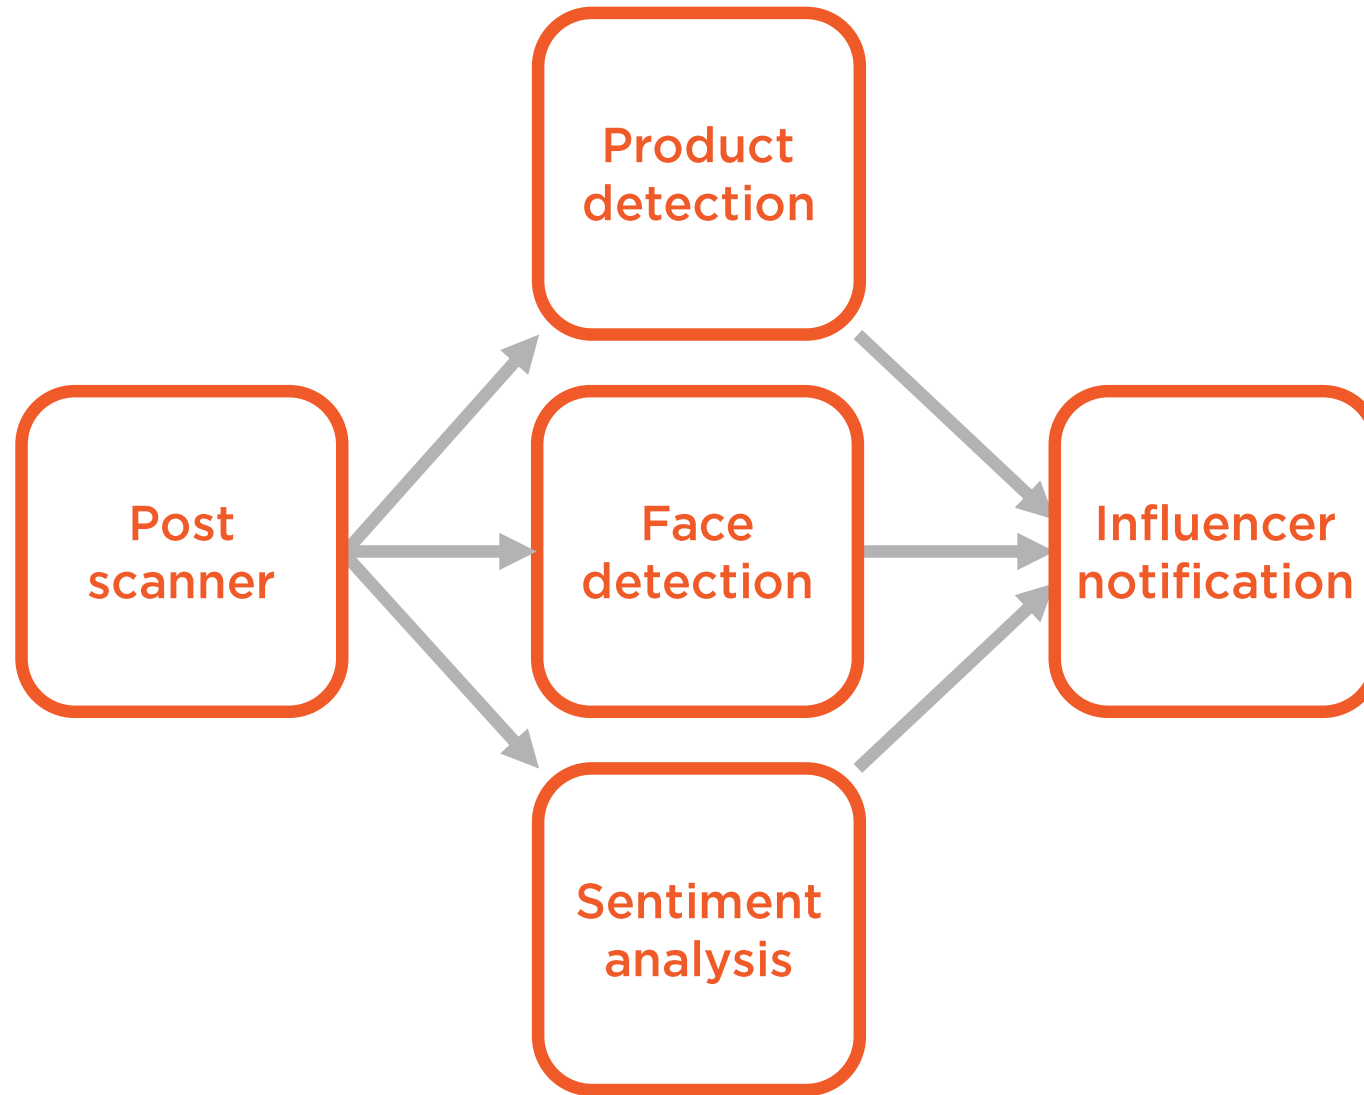 Product
detection
Post
scanner
Face
detection
Influencer
notification
Sentiment
analysis